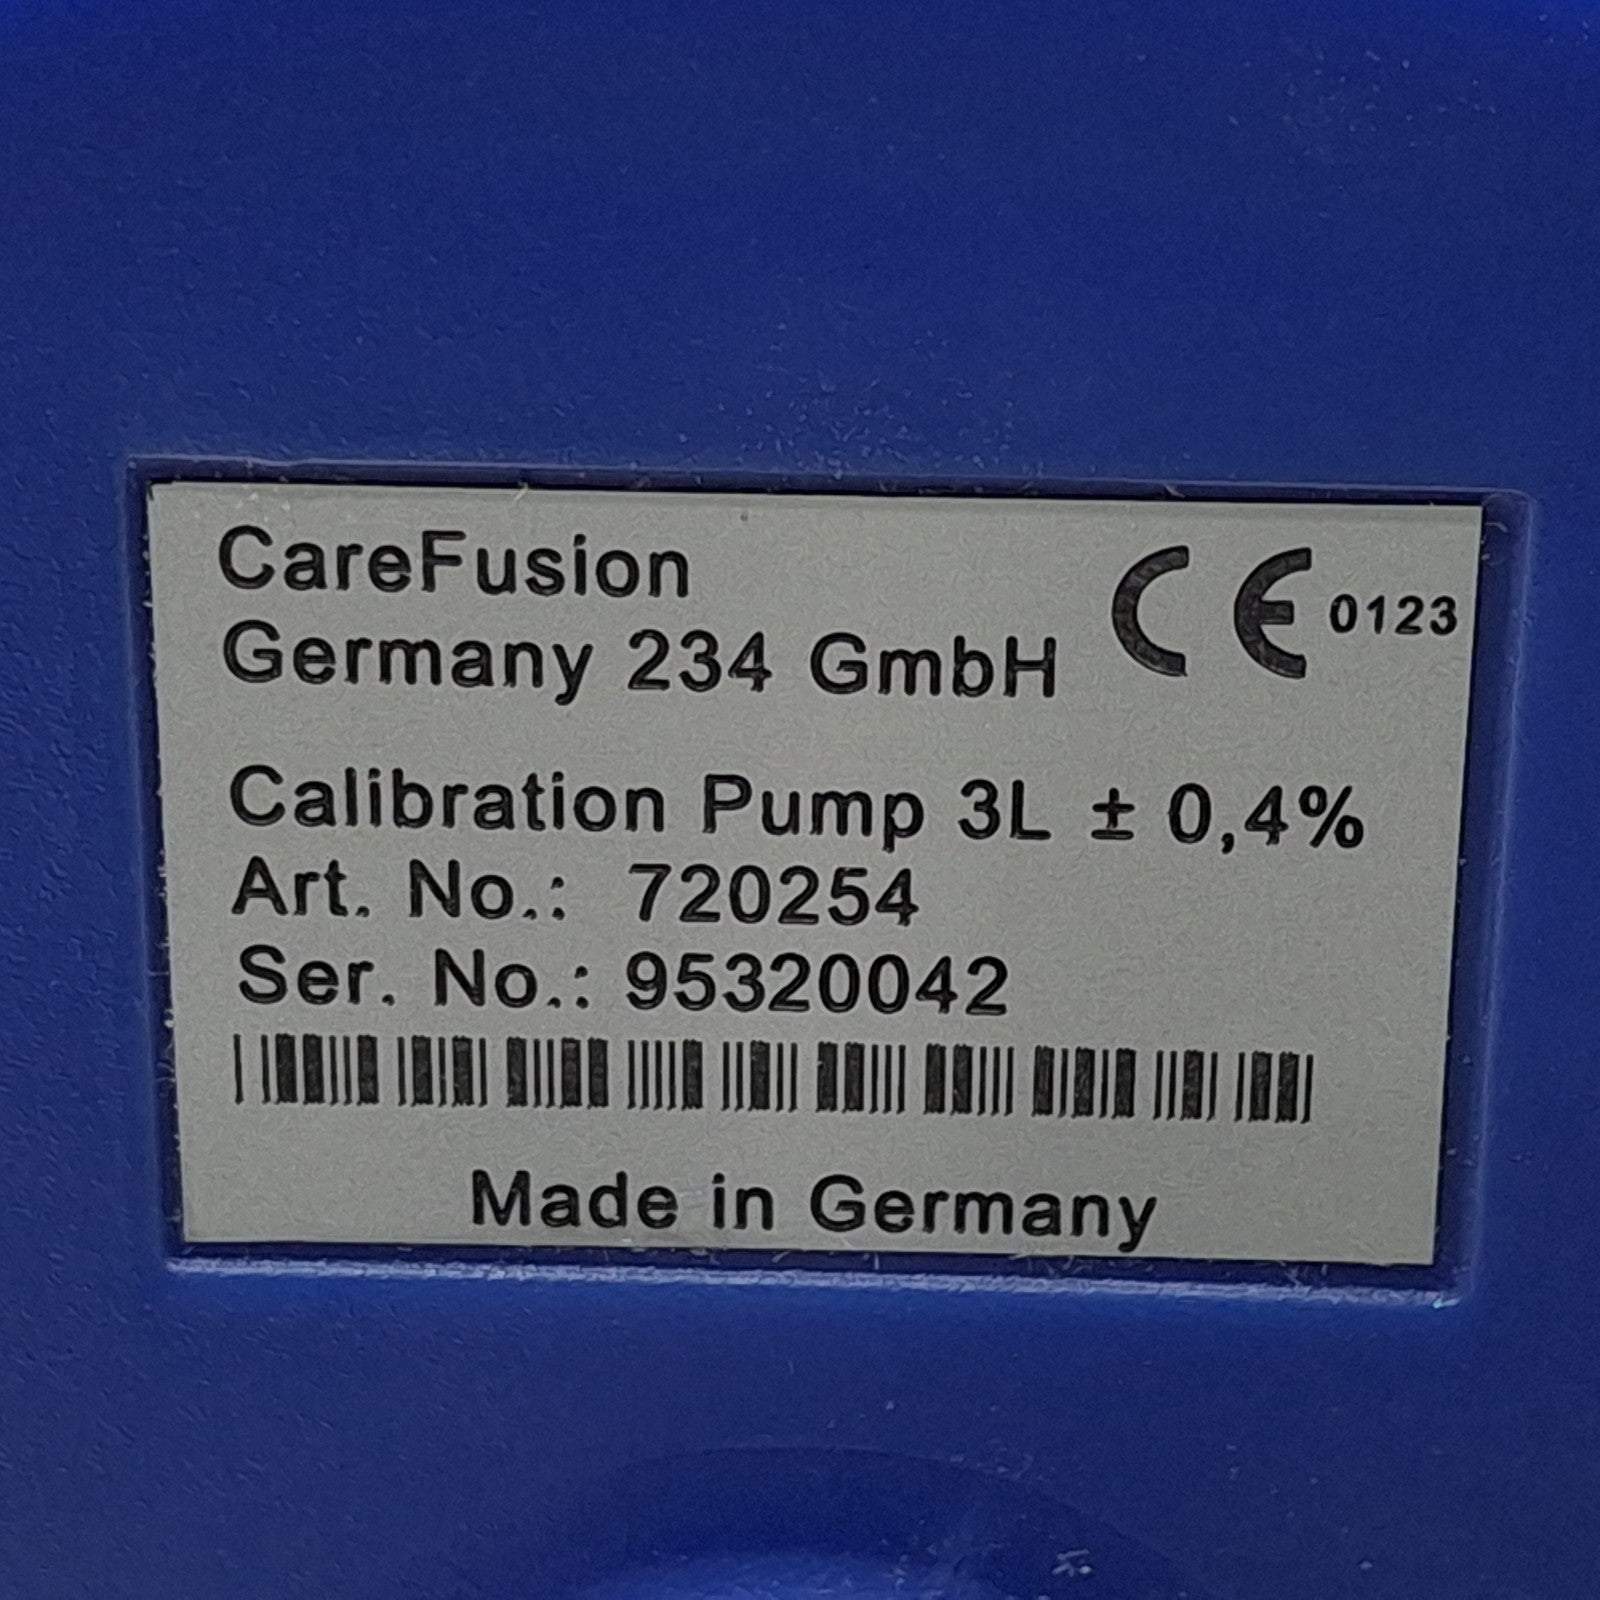 CareFusion
Germany 234 GmbH
CE 0123
Calibration Pump 3L ± 0,4%
Art. No.: 720254
Ser. No.: 95320042
Made in Germany